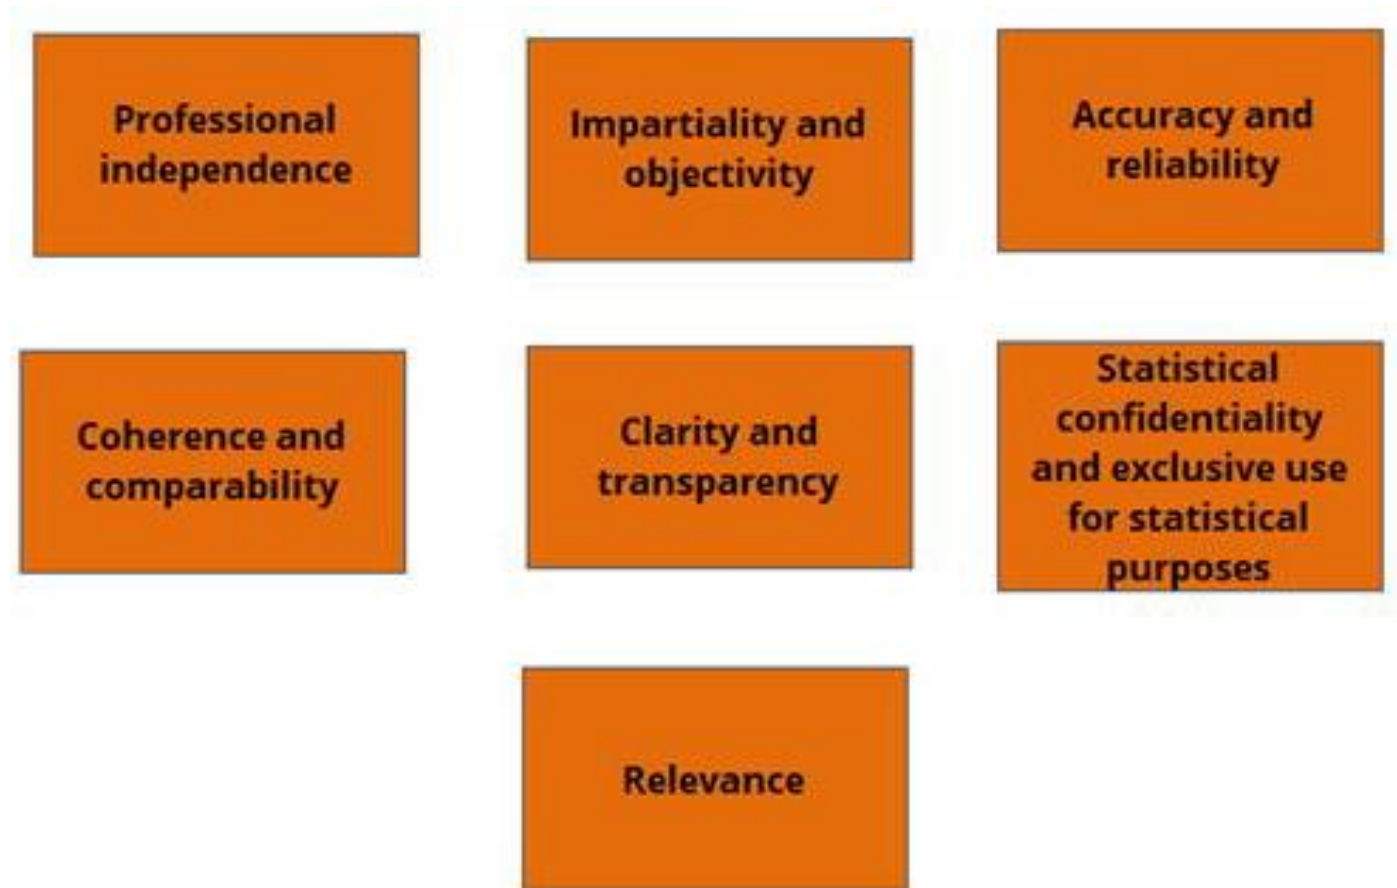 Professional
independence
Impartiality and
objectivity
Accuracy and
reliability
Coherence and
comparability
Clarity and
transparency
Statistical
confidentiality
and exclusive use
for statistical
purposes
Relevance